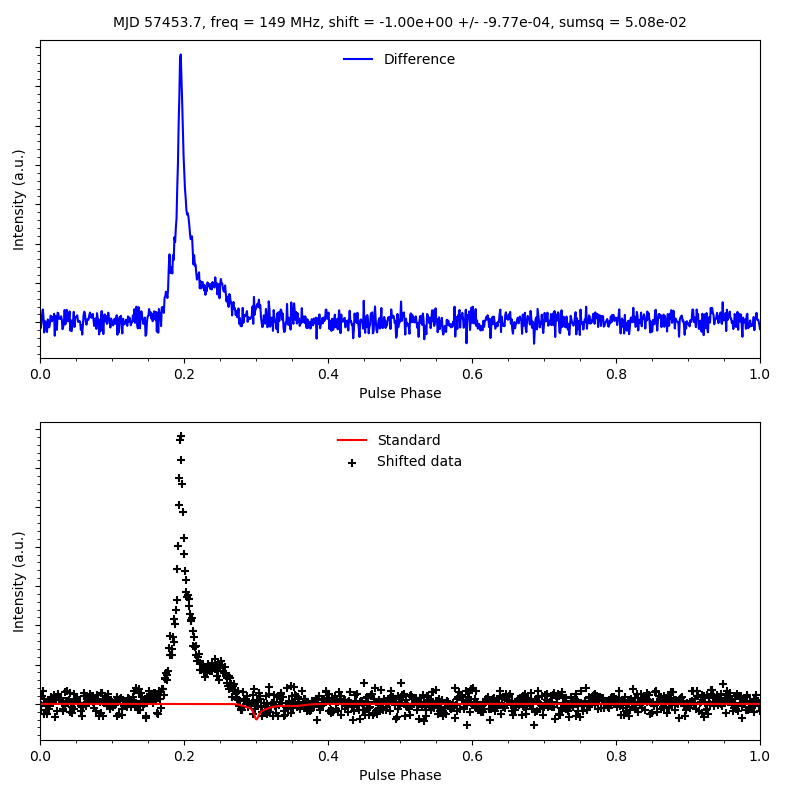 MJD 57453.7, freq = 149 MHz, shift = -1.00e+00 +/- -9.77e-04, sumsq = 5.08e-02
Difference
Intensity (a.u.)
0.0 0.2 0.4 0.6 0.8 1.0
Pulse Phase
Standard
Shifted data
Intensity (a.u.)
0.0 0.2 0.4 0.6 0.8 1.0
Pulse Phase